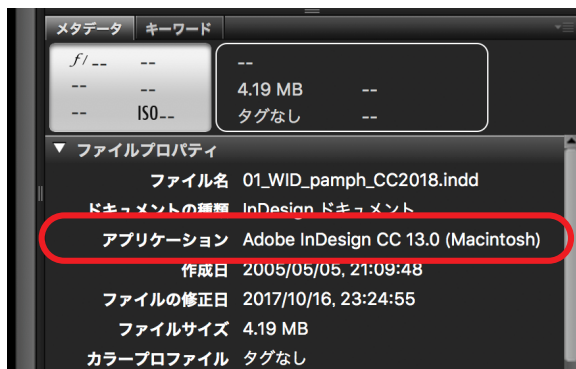 メタデータ キーワード
f/-- -- --
-- -- 4.19 MB --
-- ISO-- タグなし --
▼ ファイルプロパティ
ファイル名 01_WID_pamph_CC2018.indd
ドキュメントの種類 InDesign ドキュメント
アプリケーション Adobe InDesign CC 13.0 (Macintosh)
作成日 2005/05/05, 21:09:48
ファイルの修正日 2017/10/16, 23:24:55
ファイルサイズ 4.19 MB
カラープロファイル タグなし